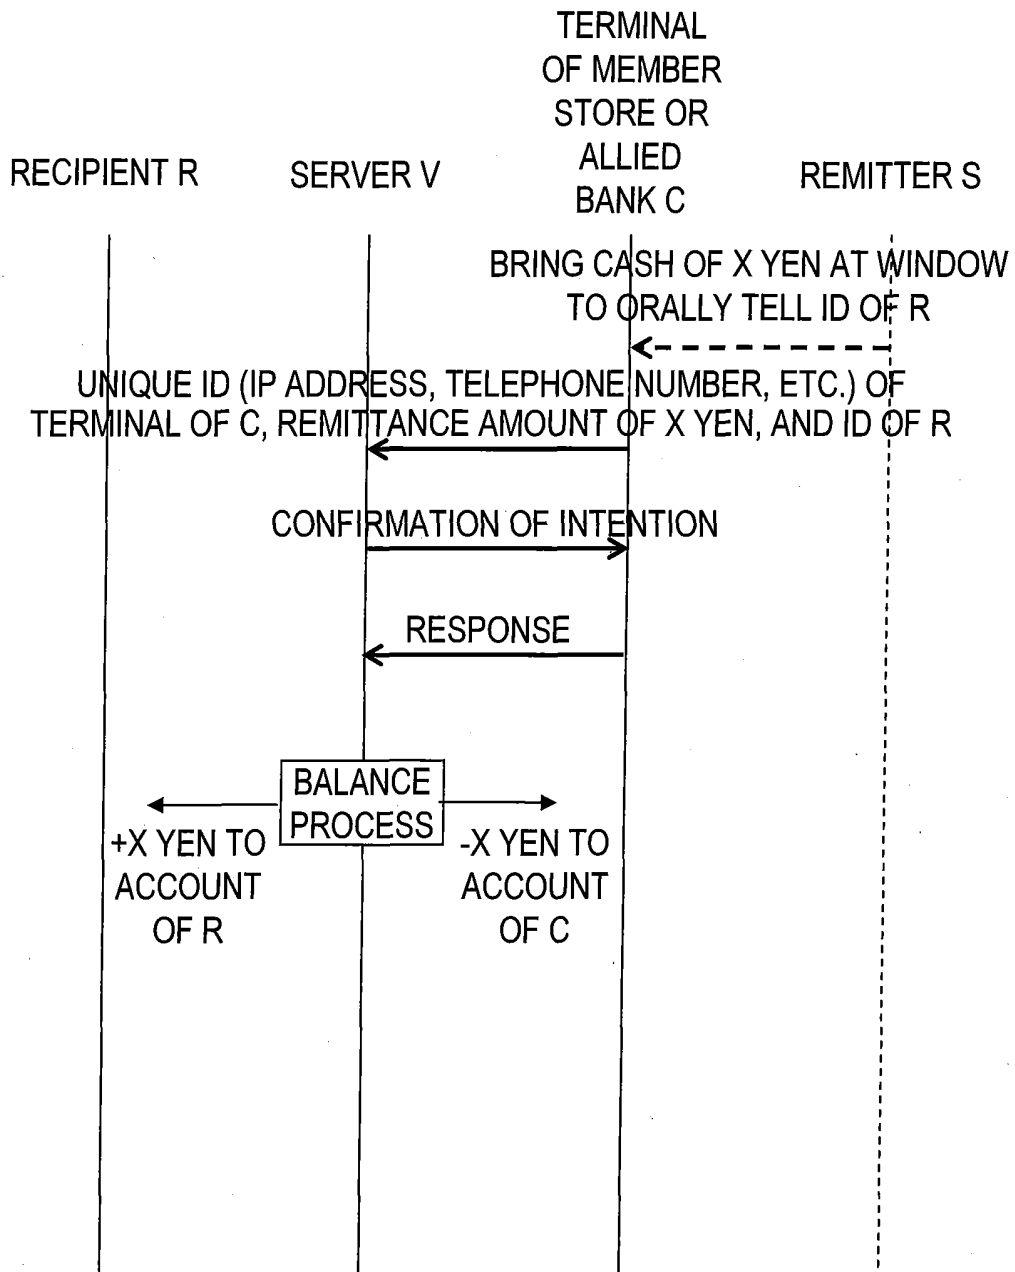 TERMINAL
OF MEMBER
STORE OR
ALLIED
BANK C
RECIPIENT R
SERVER V
REMITTER S
BRING CASH OF X YEN AT WINDOW
TO ORALLY TELL ID OF R
UNIQUE ID (IP ADDRESS, TELEPHONE NUMBER, ETC.) OF
TERMINAL OF C, REMITTANCE AMOUNT OF X YEN, AND ID OF R
CONFIRMATION OF INTENTION
RESPONSE
BALANCE
PROCESS
+X YEN TO
ACCOUNT
OF R
-X YEN TO
ACCOUNT
OF C